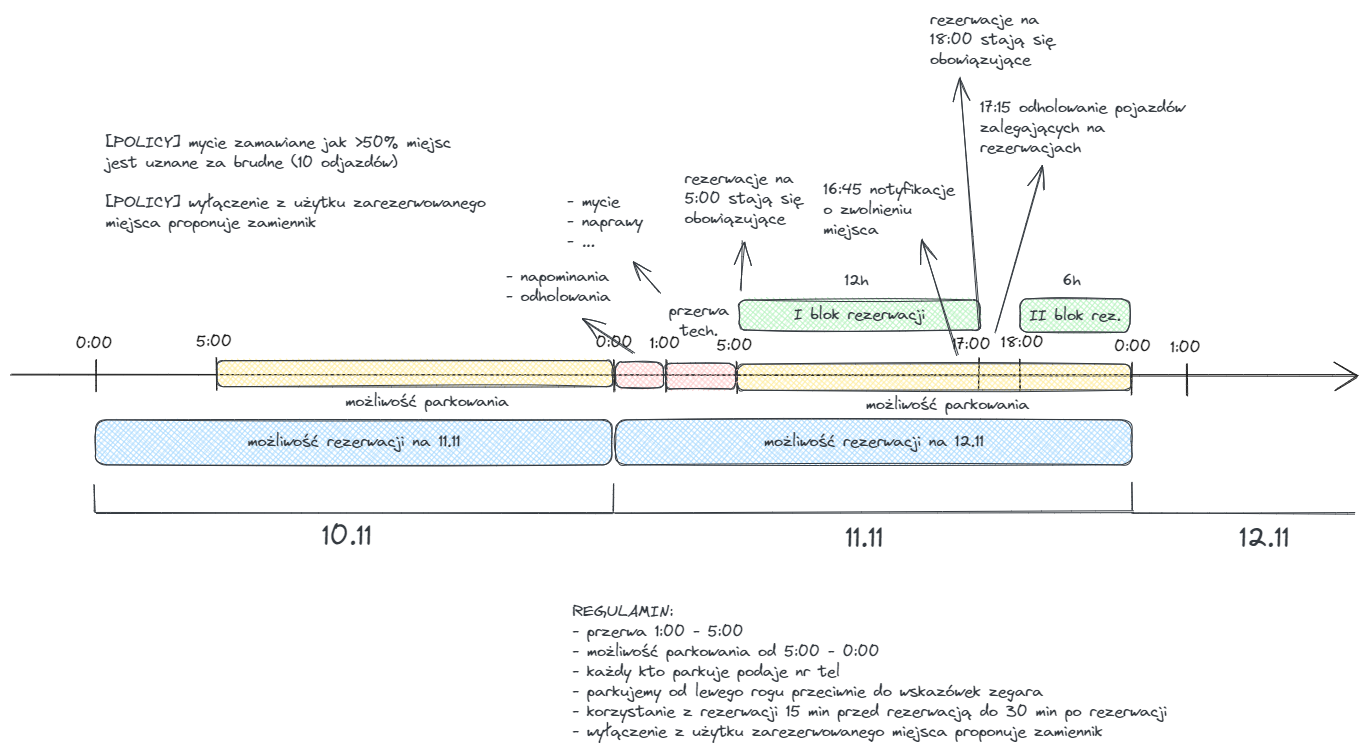 rezerwacje na
18:00 stają się
obowiązujące
17:15 odholowanie pojazdów
zalegających na
rezerwacjach
[POLICY] mycie zamawiane jak >50% miejsc
jest uznane za brudne (10 odjazdów)
[POLICY] wyłączenie z użytku zarezerwowanego
miejsca proponuje zamiennik
- mycie
- naprawy
- ...
rezerwacje na
5:00 stają się
obowiązujące
16:45 notyfikacje
o zwolnieniu
miejsca
- napominania
- odholowania
przerwa
tech.
12h
6h
I blok rezerwacji
II blok rez.
0:00
5:00
0:00
1:00
5:00
17:00
18:00
0:00
1:00
możliwość parkowania
możliwość parkowania
możliwość rezerwacji na 11.11
możliwość rezerwacji na 12.11
10.11
11.11
12.11
REGULAMIN:
- przerwa 1:00 - 5:00
- możliwość parkowania od 5:00 - 0:00
- każdy kto parkuje podaje nr tel
- parkujemy od lewego rogu przeciwnie do wskazówek zegara
- korzystanie z rezerwacji 15 min przed rezerwacją do 30 min po rezerwacji
- wyłączenie z użytku zarezerwowanego miejsca proponuje zamiennik